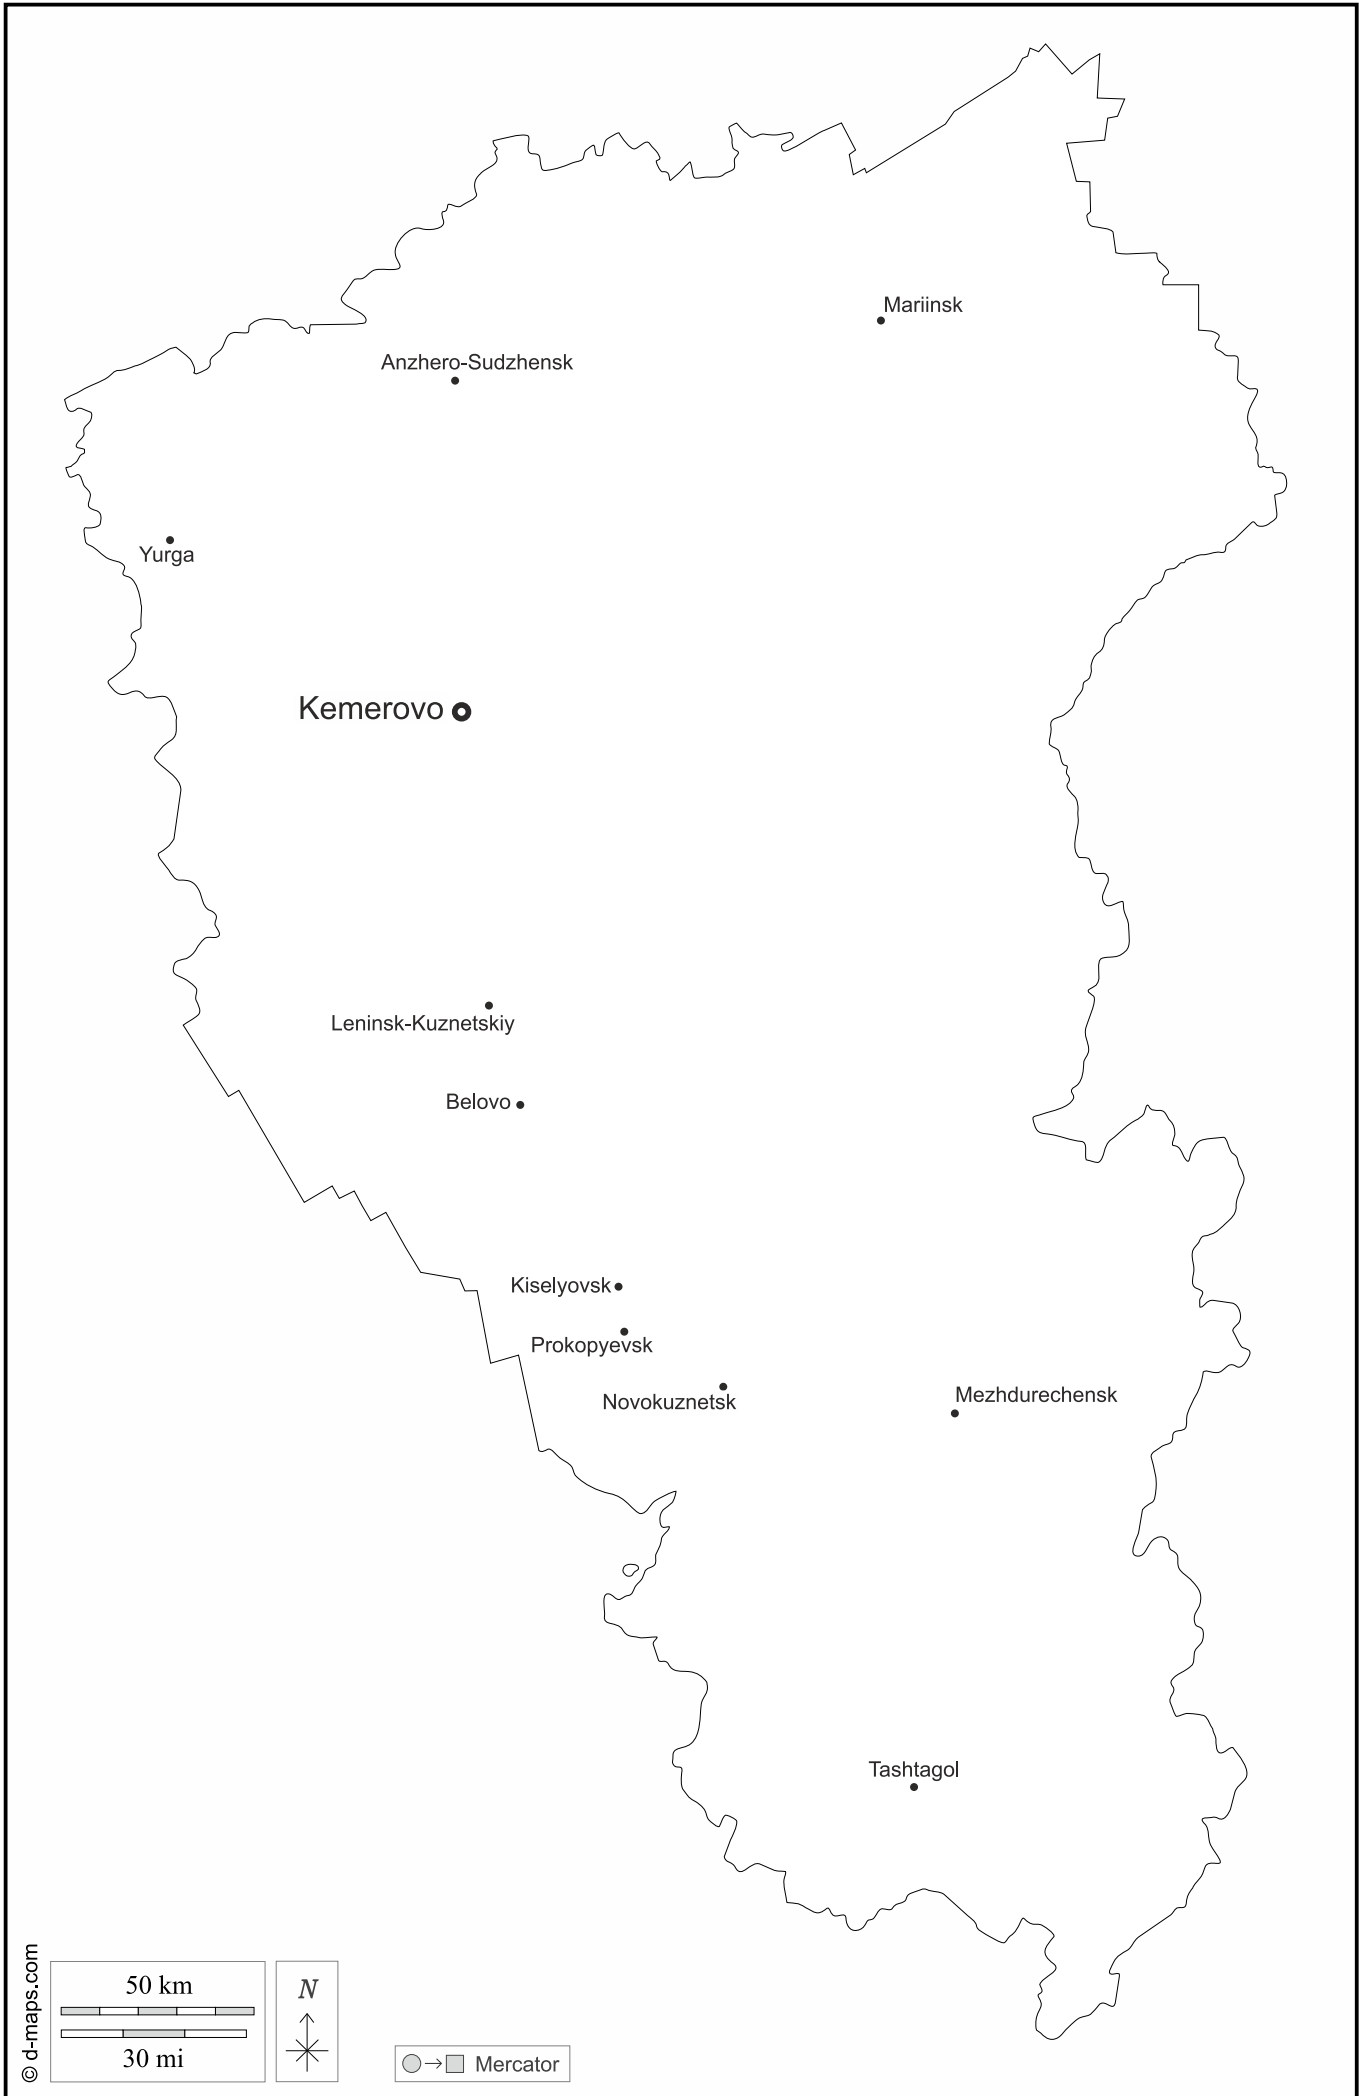 Mariinsk
Anzhero-Sudzhensk
Yurga
Kemerovo
Leninsk-Kuznetskiy
Belovo
Kiselyovsk
Prokopyevsk
Novokuznetsk
Mezhdurechensk
Tashtagol
© d-maps.com
50 km
30 mi
N
Mercator